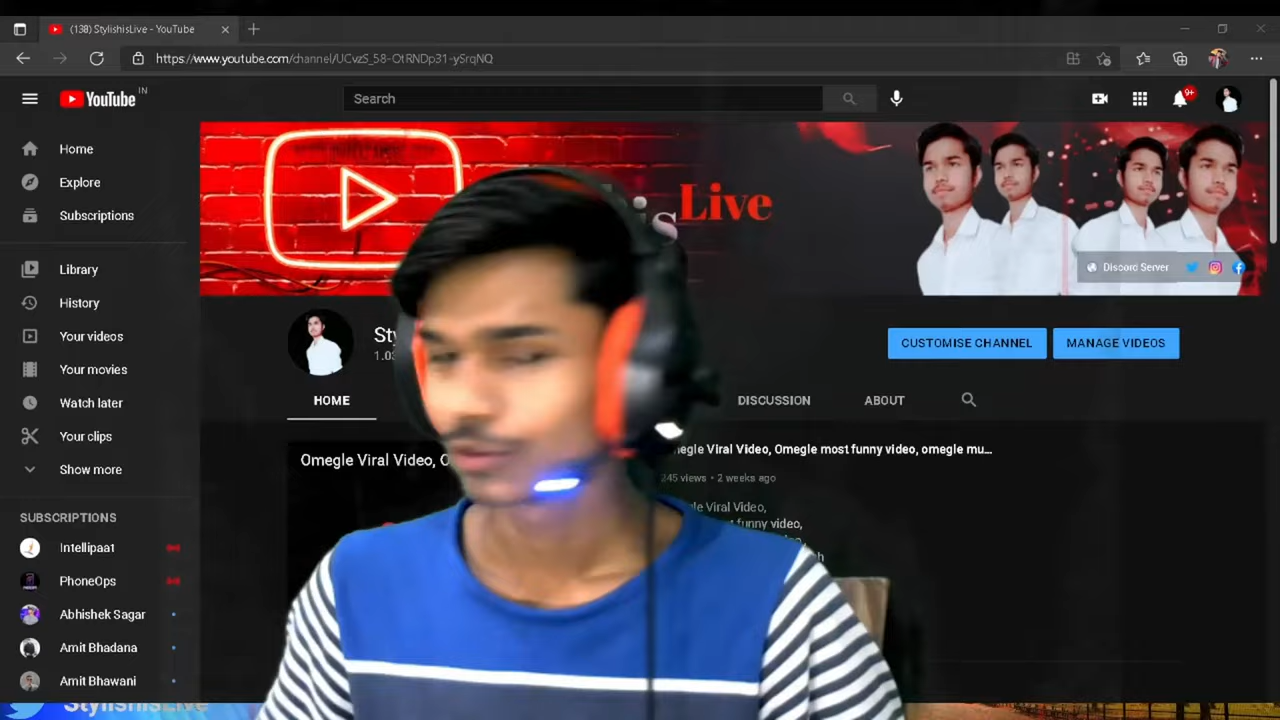 (138) StylishisLive - YouTube
https://www.youtube.com/channel/UCvzS_58-OtRNDp31-ySrqNQ
YouTube IN
Search
9+
Home
Explore
Subscriptions
Library
History
Your videos
Your movies
Watch later
Your clips
Show more
SUBSCRIPTIONS
Intellipaat
PhoneOps
Abhishek Sagar
Amit Bhadana
Amit Bhawani
is Live
Discord Server
CUSTOMISE CHANNEL
MANAGE VIDEOS
HOME
DISCUSSION
ABOUT
Omegle Viral Video,
Viral Video, Omegle most funny video, omegle mu...
245 views • 2 weeks ago
Viral Video,
funny video,
StylishisLive